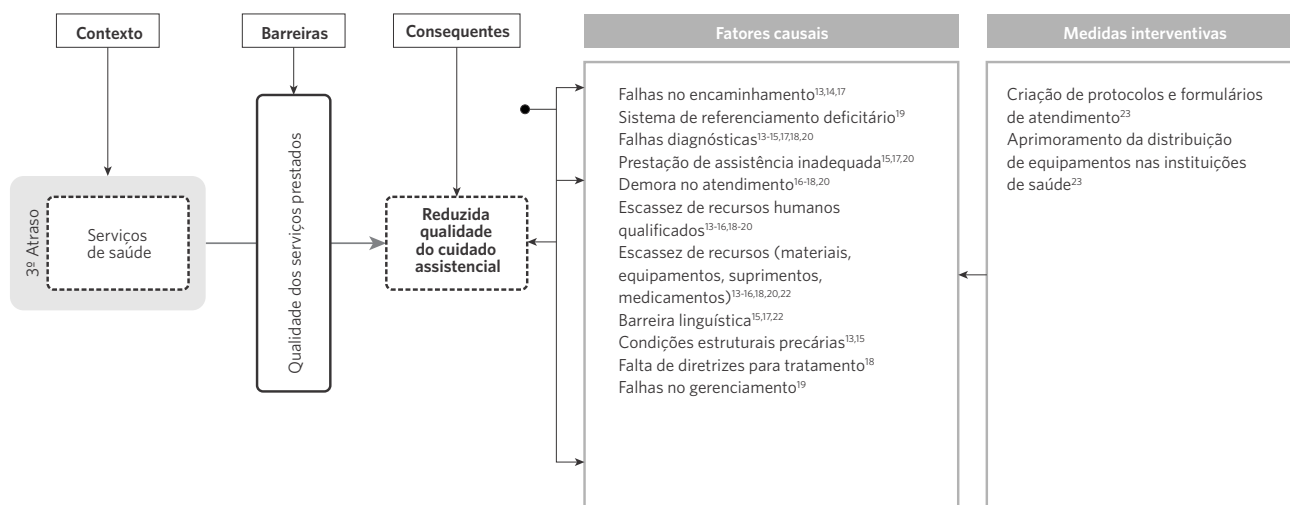 Contexto
Barreiras
Consequentes
Fatores causais
Medidas interventivas
3º Atraso
Serviços
de saúde
Qualidade dos serviços prestados
Reduzida
qualidade
do cuidado
assistencial
Falhas no encaminhamento13,14,17
Sistema de referenciamento deficitário19
Falhas diagnósticas13-15,17,18,20
Prestação de assistência inadequada15,17,20
Demora no atendimento16-18,20
Escassez de recursos humanos
qualificados13-16,18-20
Escassez de recursos (materiais,
equipamentos, suprimentos,
medicamentos)13-16,18,20,22
Barreira linguística15,17,22
Condições estruturais precárias13,15
Falta de diretrizes para tratamento18
Falhas no gerenciamento19
Criação de protocolos e formulários
de atendimento23
Aprimoramento da distribuição
de equipamentos nas instituições
de saúde23